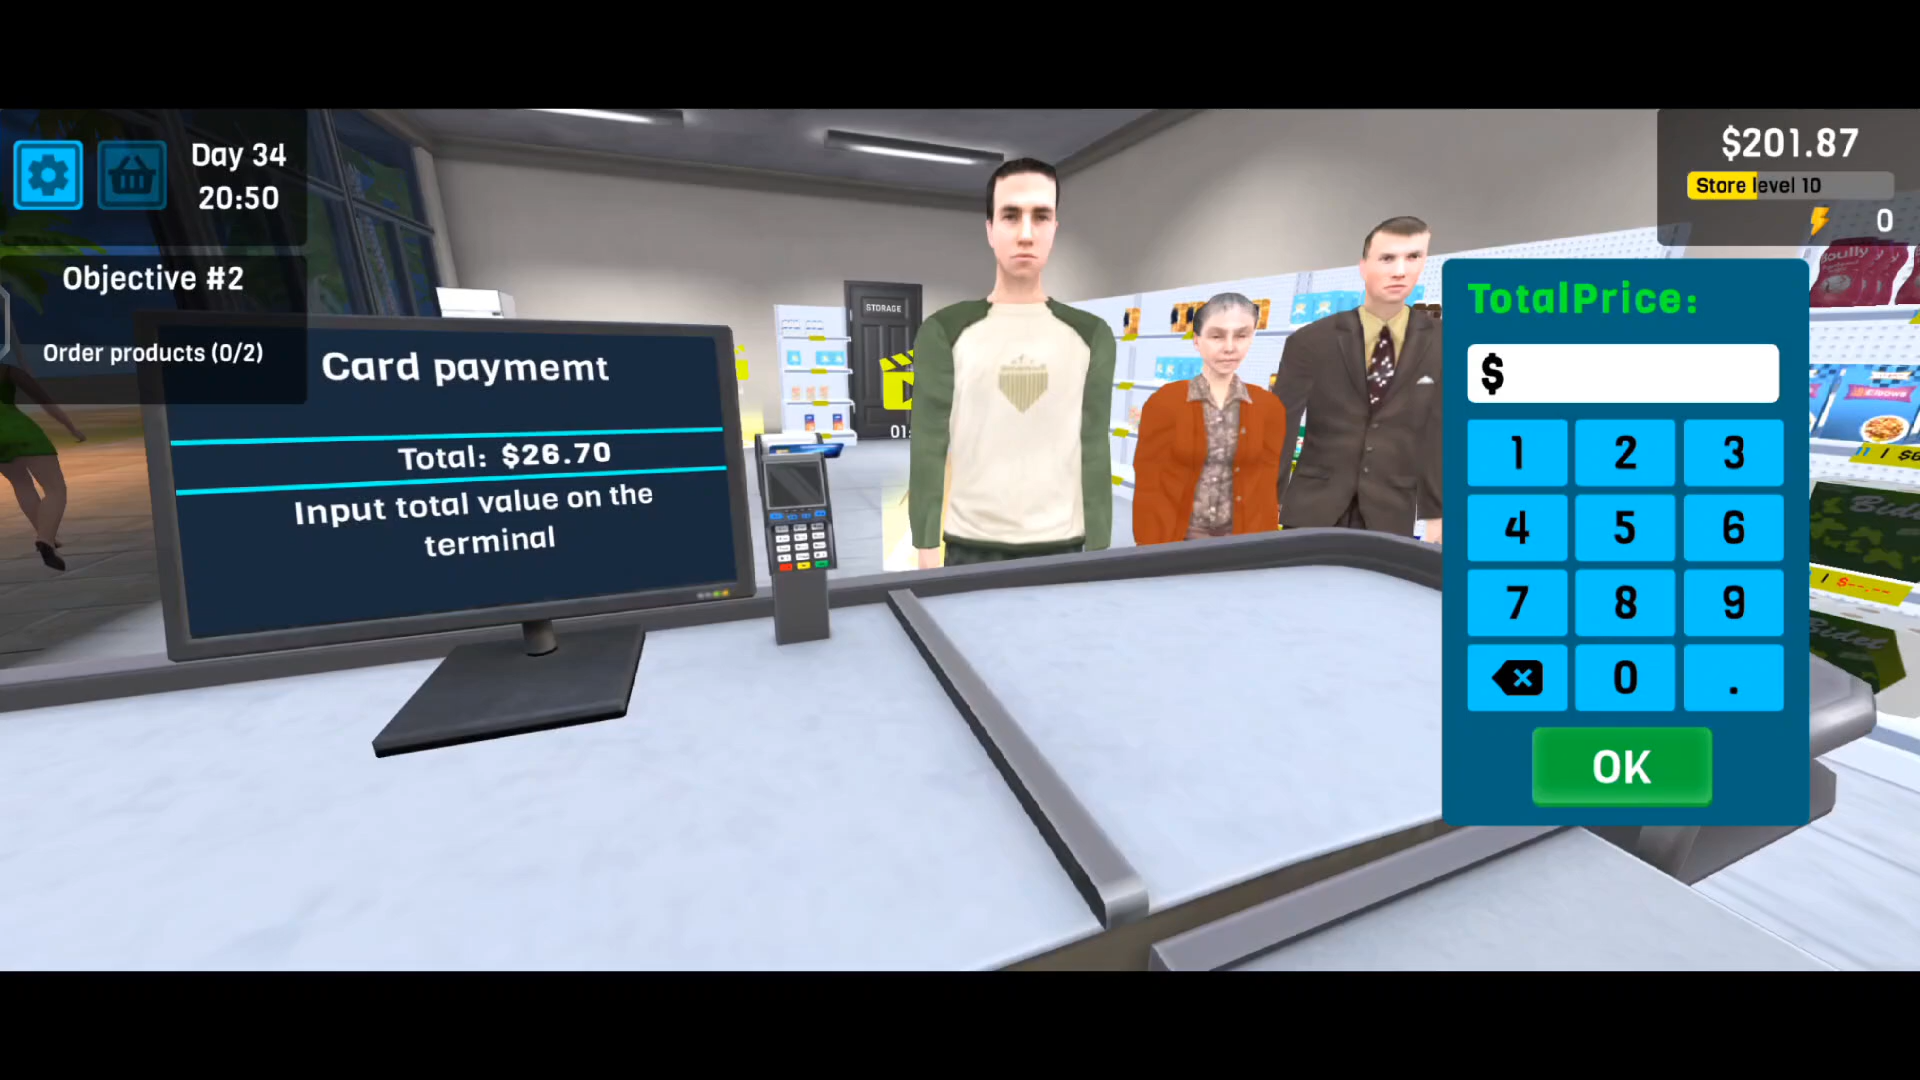 Day 34
20:50
$201.87
Store level 10
0
Objective #2
Order products (0/2)
Card paymemt
Total: $26.70
Input total value on the
terminal
STORAGE
TotalPrice:
$
1 2 3
4 5 6
7 8 9
0 .
OK